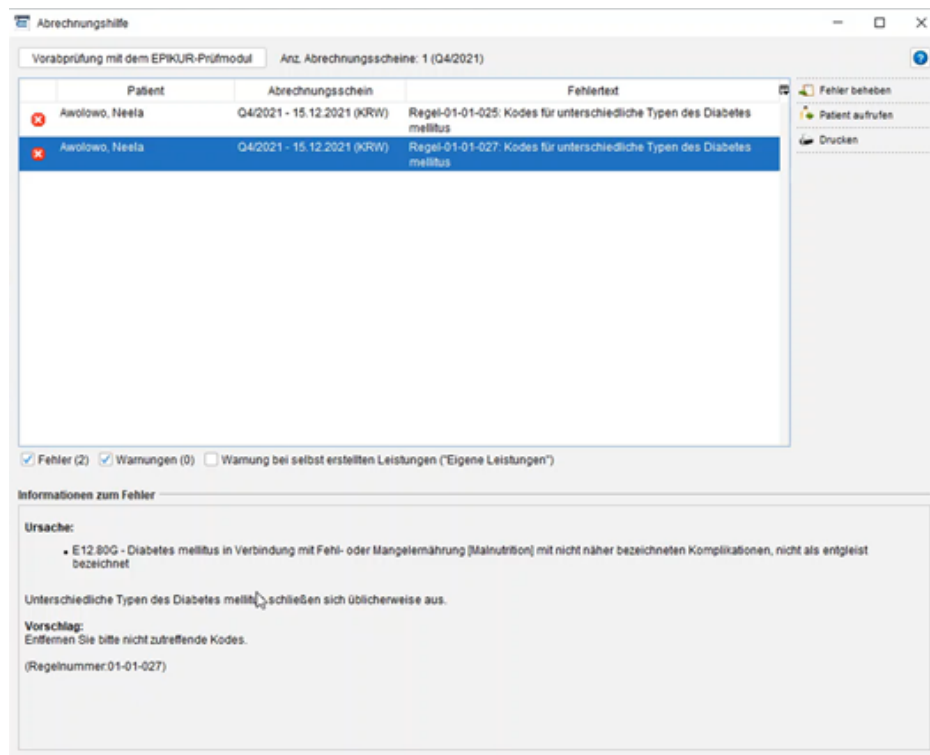 Abrechnungshilfe
Vorabprüfung mit dem EPIKUR-Prüfmodul
Anz. Abrechnungsscheine: 1 (Q4/2021)
Patient Abrechnungsschein Fehlertext
Awolowo, Neela Q4/2021 - 15.12.2021 (KRW) Regel-01-01-025: Kodes für unterschiedliche Typen des Diabetes
mellitus
Awolowo, Neela Q4/2021 - 15.12.2021 (KRW) Regel-01-01-027: Kodes für unterschiedliche Typen des Diabetes
mellitus
Fehler beheben
Patient aufrufen
Drucken
Fehler (2) Warnungen (0) Warnung bei selbst erstellten Leistungen ("Eigene Leistungen")
Informationen zum Fehler
Ursache:
• E12.80G - Diabetes mellitus in Verbindung mit Fehl- oder Mangelernährung [Malnutrition] mit nicht näher bezeichneten Komplikationen, nicht als entgleist
bezeichnet
Unterschiedliche Typen des Diabetes mellitus schließen sich üblicherweise aus.
Vorschlag:
Entfernen Sie bitte nicht zutreffende Kodes.
(Regelnummer:01-01-027)